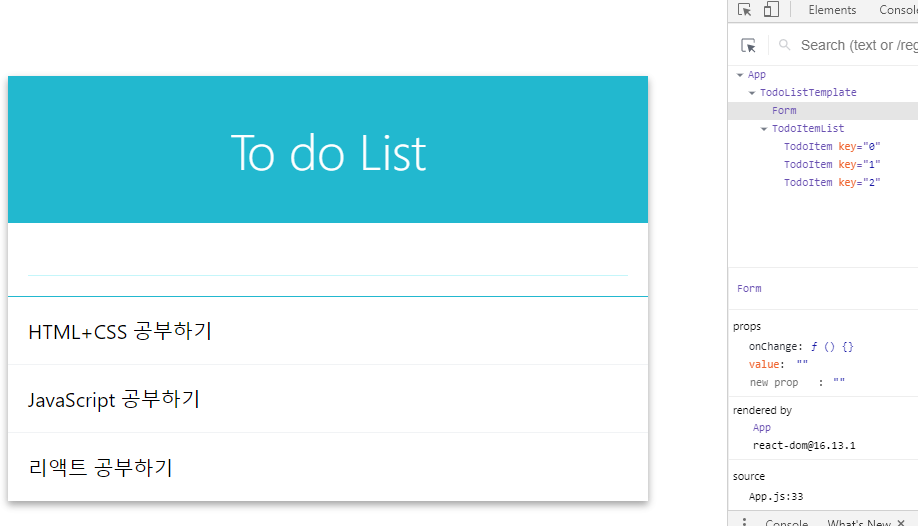 To do List
HTML+CSS 공부하기
JavaScript 공부하기
리액트 공부하기
Elements Consol
Search (text or /reg
App
TodoListTemplate
Form
TodoItemList
TodoItem key="0"
TodoItem key="1"
TodoItem key="2"
Form
props
onChange: ƒ () {}
value: ""
new prop : ""
rendered by
App
react-dom@16.13.1
source
App.js:33
Console What's New ×